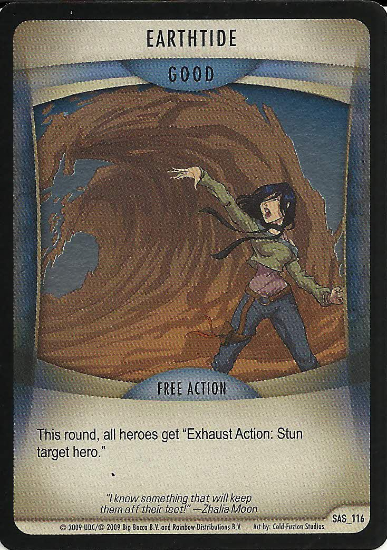 EARTHTIDE
GOOD
FREE ACTION
This round, all heroes get "Exhaust Action: Stun
target hero."
"I know something that will keep
them off their feet!" —Zhalia Moon
SAS_116
© 2009 UDC/© 2009 Big Bocca B.V. and Rainbow Distributions B.V. Art by: Cold-Fusion Studios